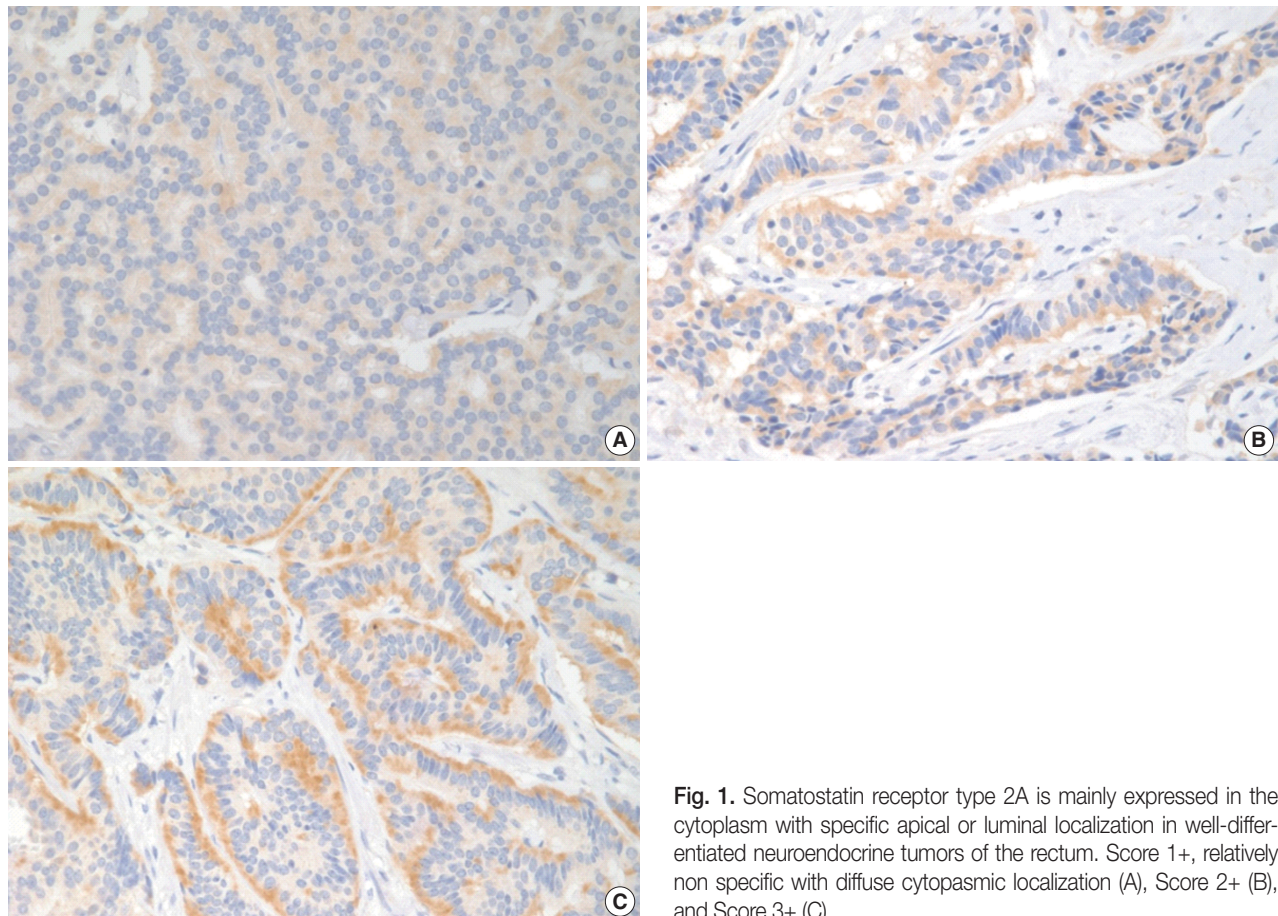 A
B
C
Fig. 1. Somatostatin receptor type 2A is mainly expressed in the
cytoplasm with specific apical or luminal localization in well-differ-
entiated neuroendocrine tumors of the rectum. Score 1+, relatively
non specific with diffuse cytopasmic localization (A), Score 2+ (B),
and Score 3+ (C).